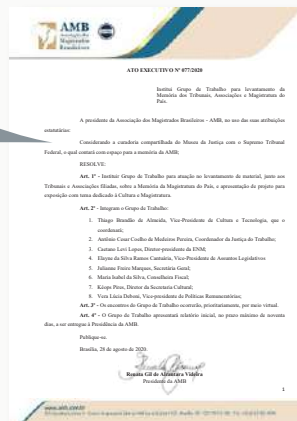 AMB
Associação dos
Magistrados
Brasileiros
ATO EXECUTIVO Nº 077/2020
Institui Grupo de Trabalho para levantamento da
Memória dos Tribunais, Associações e Magistratura do
País.
A presidente da Associação dos Magistrados Brasileiros - AMB, no uso das suas atribuições
estatutárias:
Considerando a curadoria compartilhada do Museu da Justiça com o Supremo Tribunal
Federal, o qual contará com espaço para a memória da AMB;
RESOLVE:
Art. 1º - Instituir Grupo de Trabalho para atuação no levantamento de material, junto aos
Tribunais e Associações filiadas, sobre a Memória da Magistratura do País, e apresentação do projeto para
exposição com tema dedicado à Cultura e Magistratura.
Art. 2º - Integram o Grupo de Trabalho:
1. Thiago Brandão de Almeida, Vice-Presidente de Cultura e Tecnologia, que o
coordenará;
2. Antônio Cesar Coelho de Medeiros Pereira, Coordenador da Justiça do Trabalho;
3. Caetano Levi Lopes, Diretor-presidente da ENM;
4. Elayne da Silva Ramos Cantuária, Vice-Presidente de Assuntos Legislativos
5. Julianne Freire Marques, Secretária Geral;
6. Maria Isabel da Silva, Conselheira Fiscal;
7. Kéops Pires, Diretor da Secretaria Cultural;
8. Vera Lúcia Deboni, Vice-presidente de Políticas Remuneratórias;
Art. 3º - Os encontros do Grupo de Trabalho ocorrerão, prioritariamente, por meio virtual.
Art. 4º - O Grupo de Trabalho apresentará relatório inicial, no prazo máximo de noventa
dias, a ser entregue à Presidência da AMB.
Publique-se.
Brasília, 28 de agosto de 2020.
Renata Gil de Alcantara Videira
Presidente da AMB
1
www.amb.com.br